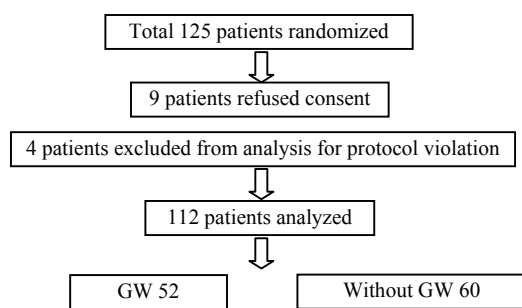 Total 125 patients randomized
9 patients refused consent
4 patients excluded from analysis for protocol violation
112 patients analyzed
GW 52
Without GW 60